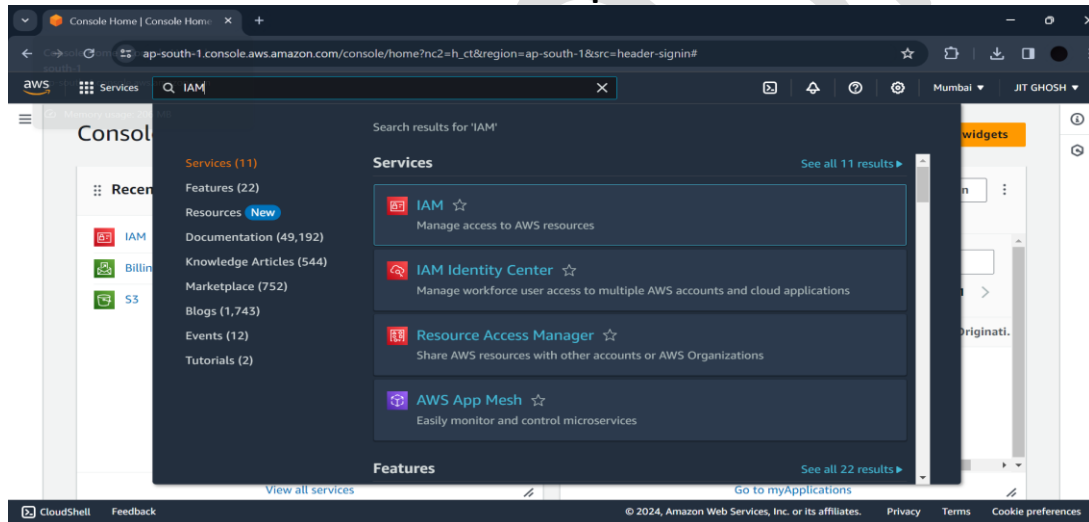 Console Home | Console Home
ap-south-1.console.aws.amazon.com/console/home?nc2=h_ct&region=ap-south-1&src=header-signin#
aws Services IAM Mumbai JIT GHOSH
Search results for 'IAM'
widgets
Services (11)
Features (22)
Resources New
Documentation (49,192)
Knowledge Articles (544)
Marketplace (752)
Blogs (1,743)
Events (12)
Tutorials (2)
Services See all 11 results
IAM
Manage access to AWS resources
IAM Identity Center
Manage workforce user access to multiple AWS accounts and cloud applications
Resource Access Manager
Share AWS resources with other accounts or AWS Organizations
AWS App Mesh
Easily monitor and control microservices
Features See all 22 results
Consol
Recen
IAM
Billin
S3
Originati.
View all services Go to myApplications
CloudShell Feedback © 2024, Amazon Web Services, Inc. or its affiliates. Privacy Terms Cookie preferences